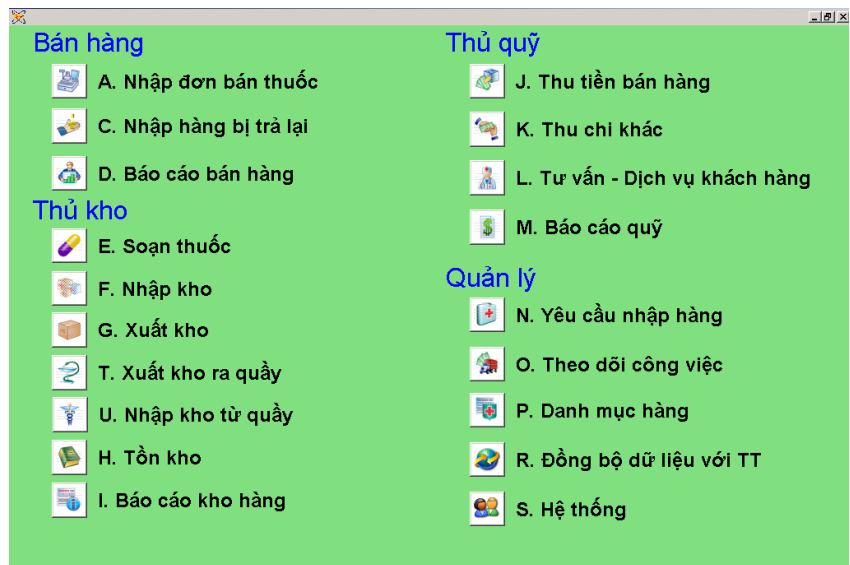 Bán hàng
A. Nhập đơn bán thuốc
C. Nhập hàng bị trả lại
D. Báo cáo bán hàng
Thủ kho
E. Soạn thuốc
F. Nhập kho
G. Xuất kho
T. Xuất kho ra quầy
U. Nhập kho từ quầy
H. Tồn kho
I. Báo cáo kho hàng
Thủ quỹ
J. Thu tiền bán hàng
K. Thu chi khác
L. Tư vấn - Dịch vụ khách hàng
M. Báo cáo quỹ
Quản lý
N. Yêu cầu nhập hàng
O. Theo dõi công việc
P. Danh mục hàng
R. Đồng bộ dữ liệu với TT
S. Hệ thống